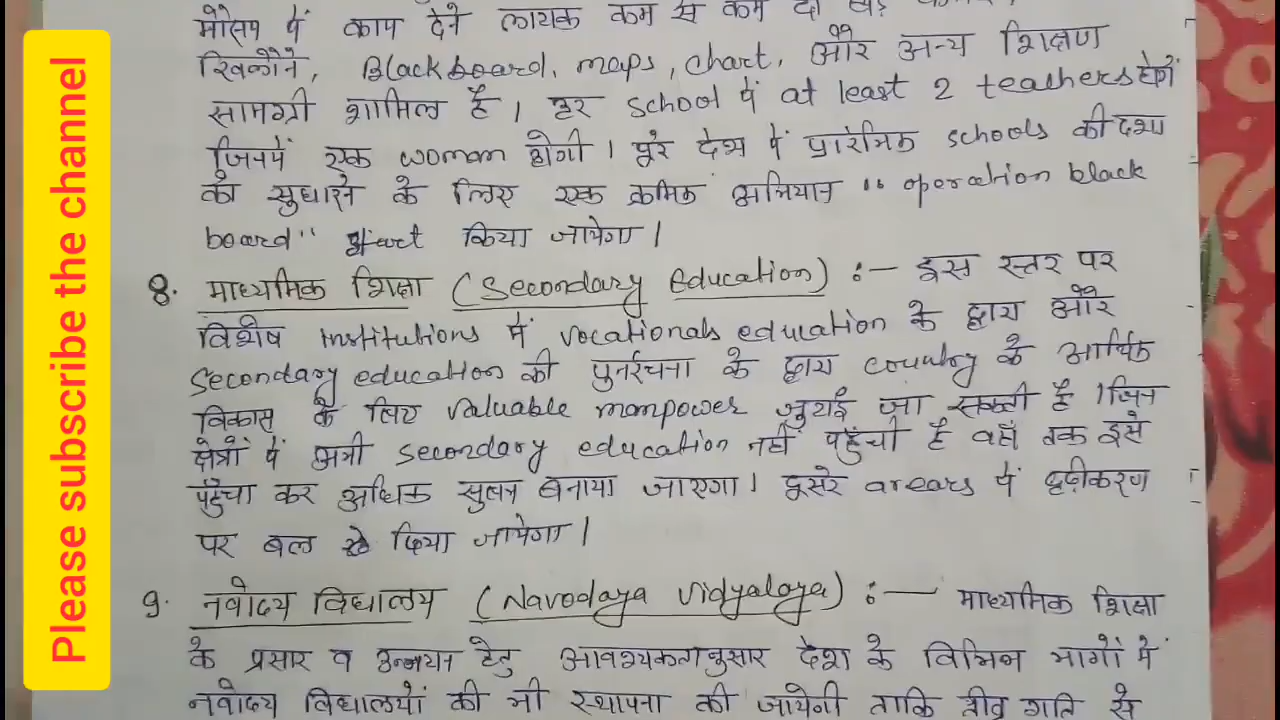 Please subscribe the channel
मौसम में काम देने लायक कम से कम दो बड़े
खिलौने, Blackboard, maps, chart, और अन्य शिक्षण
सामग्री शामिल है। हर school में at least 2 teachers होंगे
जिनमें एक woman होगी। पूरे देश में प्रारंभिक schools की दशा
को सुधारने के लिए एक क्रमिक अभियान "operation black
board" start किया जायेगा।
8. माध्यमिक शिक्षा (Secondary Education) :— इस स्तर पर
विशेष institutions में vocationals education के द्वारा और
secondary education की पुर्नरचना के द्वारा country के आर्थिक
विकास के लिए valuable manpower जुटाई जा सकती है। जिन
क्षेत्रों में अभी secondary education नहीं पहुँची है वहाँ तक इसे
पहुँचा कर अधिक सुलभ बनाया जाएगा। दूसरे arears में दृढ़ीकरण
पर बल दिया जायेगा।
9. नवोदय विद्यालय (Navodaya Vidyalaya) :— माध्यमिक शिक्षा
के प्रसार व उन्नयन हेतु आवश्यकतानुसार देश के विभिन्न भागों में
नवोदय विद्यालयों की भी स्थापना की जायेगी ताकि तीव्र गति से